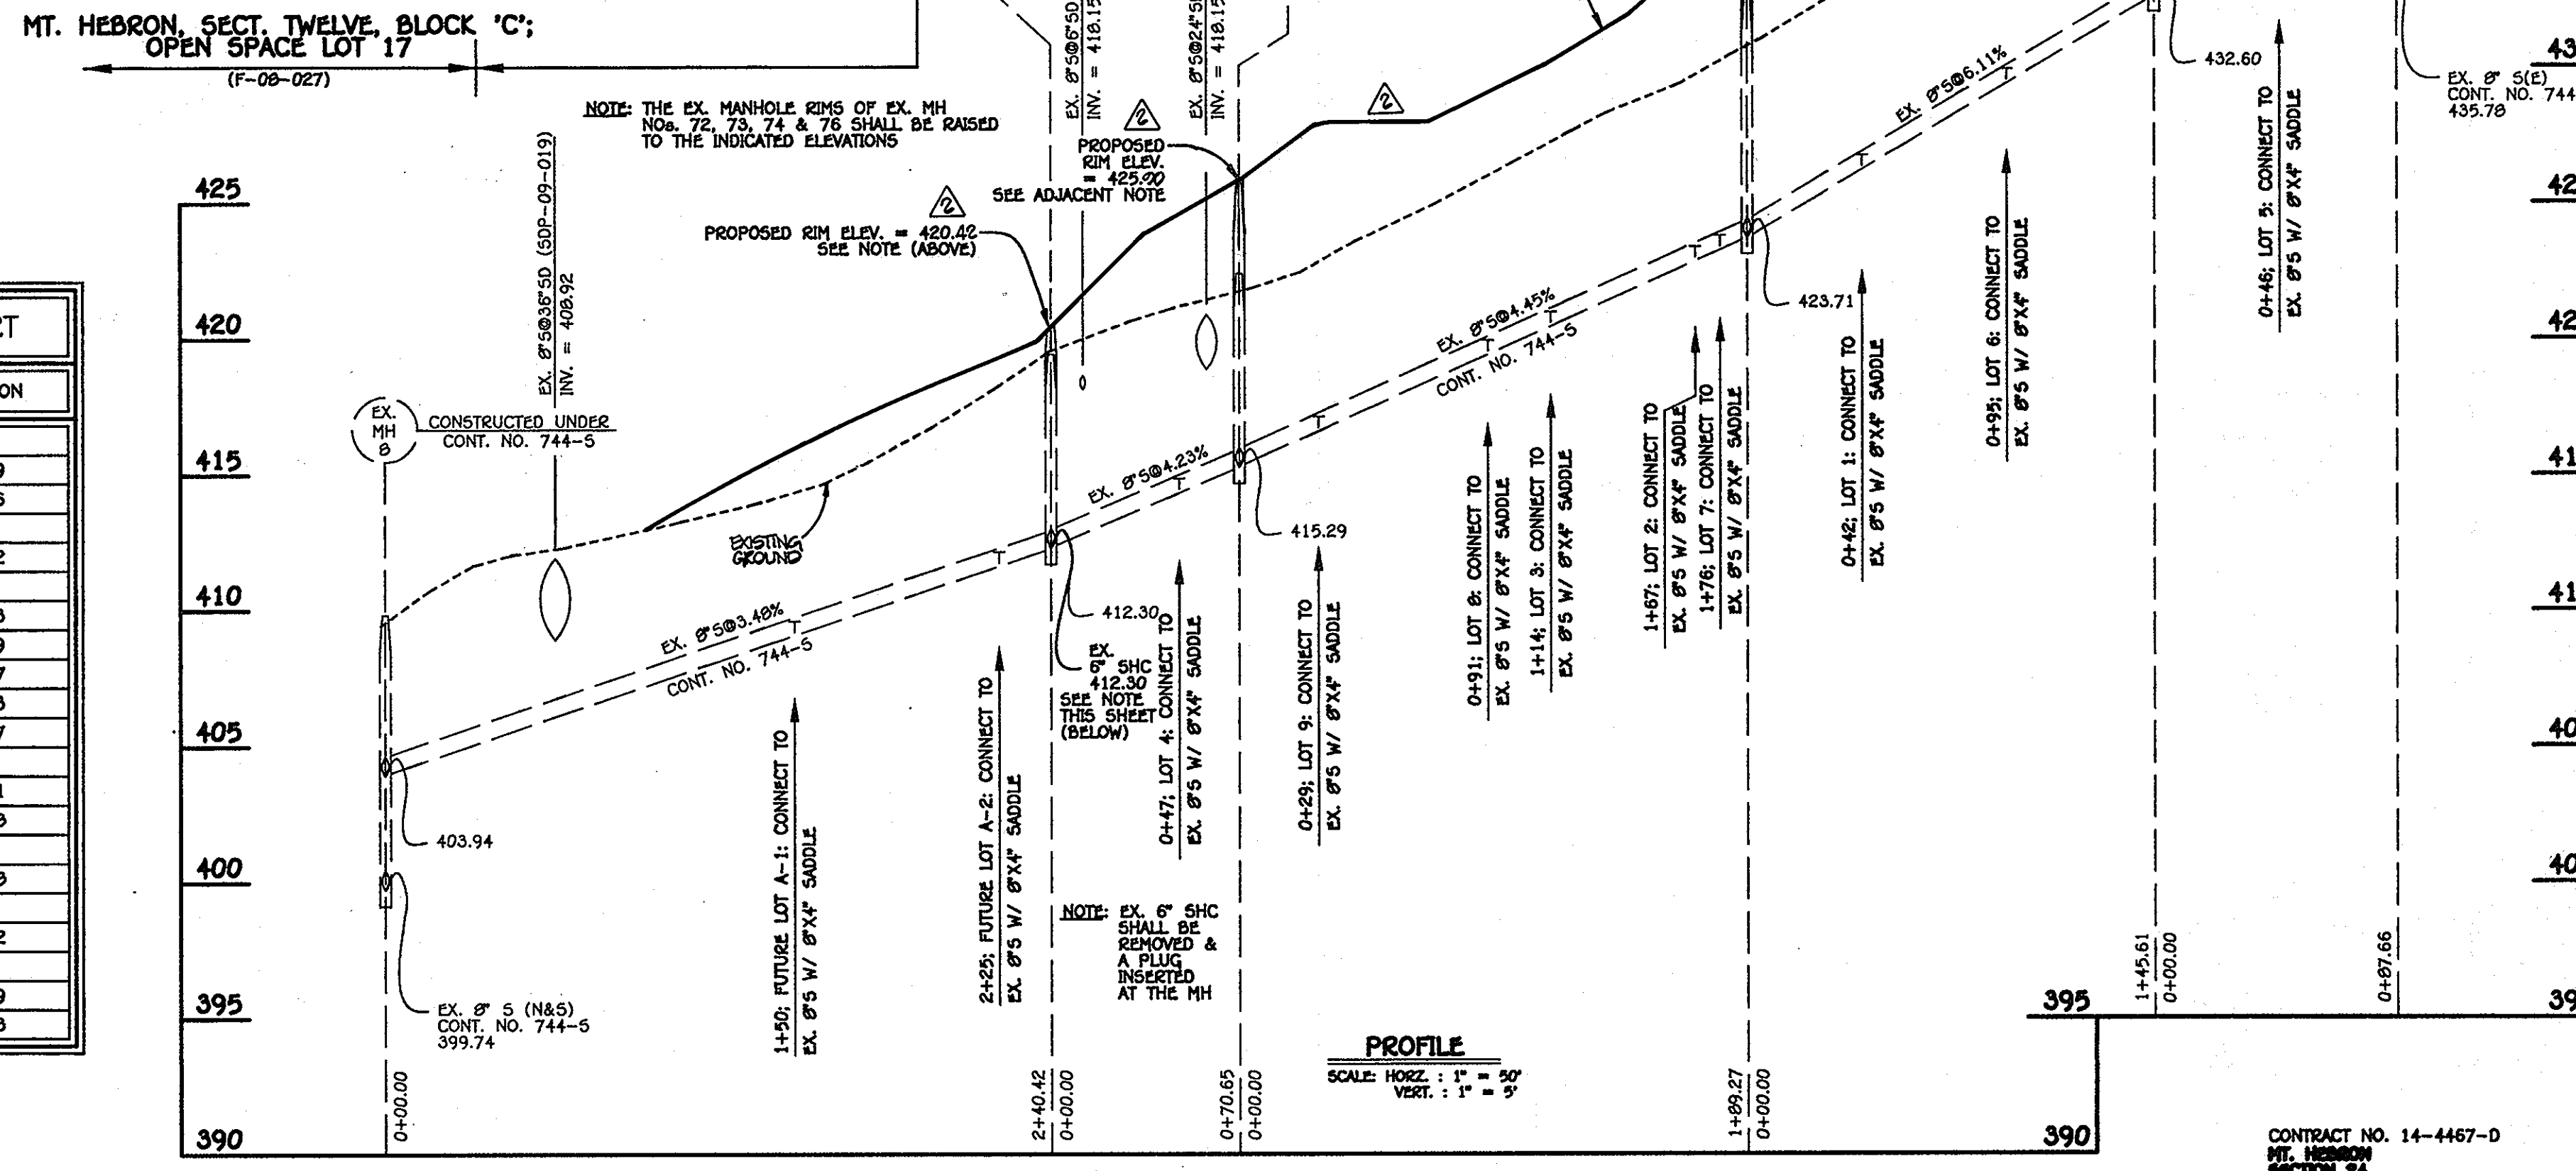 MT. HEBRON, SECT. TWELVE, BLOCK 'C';
OPEN SPACE LOT 17
(F-08-027)
NOTE: THE EX. MANHOLE RIMS OF EX. MH
NOs. 72, 73, 74 & 76 SHALL BE RAISED
TO THE INDICATED ELEVATIONS
EX. 8"S@36"SD (SDP-09-019)
INV. = 408.92
EX. 8"S@6"SD
INV. = 418.15
EX. 8"S@24"S
INV. = 418.15
PROPOSED
RIM ELEV.
= 425.90
SEE ADJACENT NOTE
2
2
2
PROPOSED RIM ELEV. = 420.42
SEE NOTE (ABOVE)
425
420
415
410
405
400
395
390
EX.
MH
8
CONSTRUCTED UNDER
CONT. NO. 744-S
EXISTING
GROUND
EX. 8"S@3.48%
CONT. NO. 744-S
EX. 8"S@4.23%
EX. 8"S@4.45%
CONT. NO. 744-S
EX. 8"S@6.11%
432.60
EX. 8" S(E)
CONT. NO. 744
435.78
423.71
415.29
412.30
EX.
6" SHC
412.30
SEE NOTE
THIS SHEET
(BELOW)
403.94
EX. 8" S (N&S)
CONT. NO. 744-S
399.74
1+50; FUTURE LOT A-1: CONNECT TO
EX. 8"S W/ 8"X4" SADDLE
2+25; FUTURE LOT A-2: CONNECT TO
EX. 8"S W/ 8"X4" SADDLE
0+47; LOT 4: CONNECT TO
EX. 8"S W/ 8"X4" SADDLE
0+29; LOT 9: CONNECT TO
EX. 8"S W/ 8"X4" SADDLE
0+91; LOT 8: CONNECT TO
EX. 8"S W/ 8"X4" SADDLE
1+14; LOT 3: CONNECT TO
EX. 8"S W/ 8"X4" SADDLE
1+67; LOT 2: CONNECT TO
EX. 8"S W/ 8"X4" SADDLE
1+76; LOT 7: CONNECT TO
EX. 8"S W/ 8"X4" SADDLE
0+42; LOT 1: CONNECT TO
EX. 8"S W/ 8"X4" SADDLE
0+95; LOT 6: CONNECT TO
EX. 8"S W/ 8"X4" SADDLE
0+46; LOT 5: CONNECT TO
EX. 8"S W/ 8"X4" SADDLE
NOTE: EX. 6" SHC
SHALL BE
REMOVED &
A PLUG
INSERTED
AT THE MH
0+00.00
2+40.42
0+00.00
0+70.65
0+00.00
1+89.27
0+00.00
1+45.61
0+00.00
0+87.66
395
390
PROFILE
SCALE: HORZ. : 1" = 50'
VERT. : 1" = 5'
CONTRACT NO. 14-4467-D
MT. HEBRON